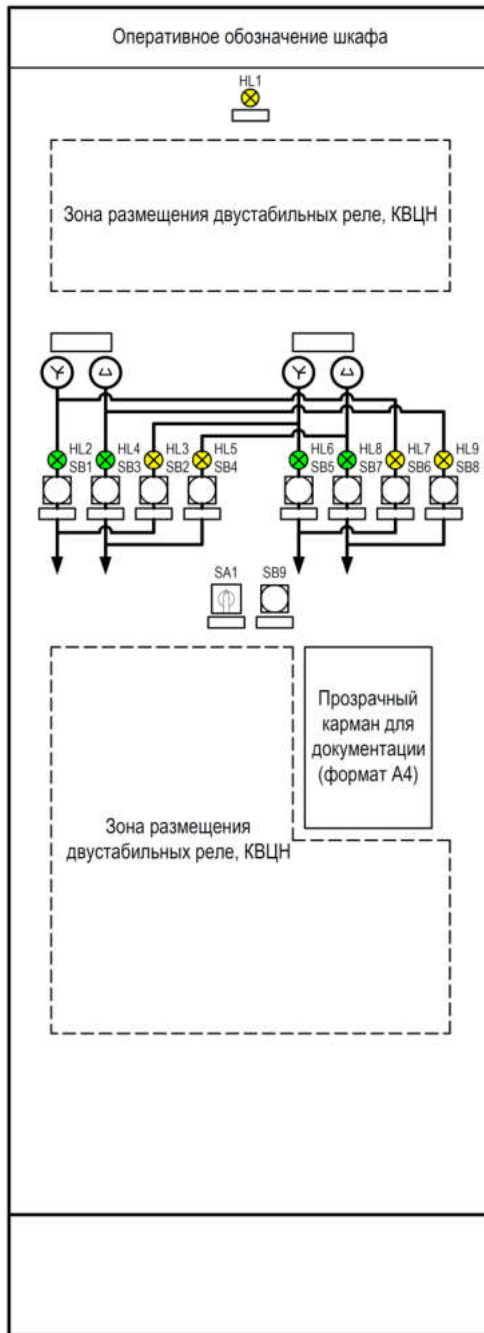 Оперативное обозначение шкафа
HL1
Зона размещения двустабильных реле, КВЦН
HL2 HL4 HL3 HL5 HL6 HL8 HL7 HL9
SB1 SB3 SB2 SB4 SB5 SB7 SB6 SB8
SA1 SB9
Прозрачный
карман для
документации
(формат А4)
Зона размещения
двустабильных реле, КВЦН